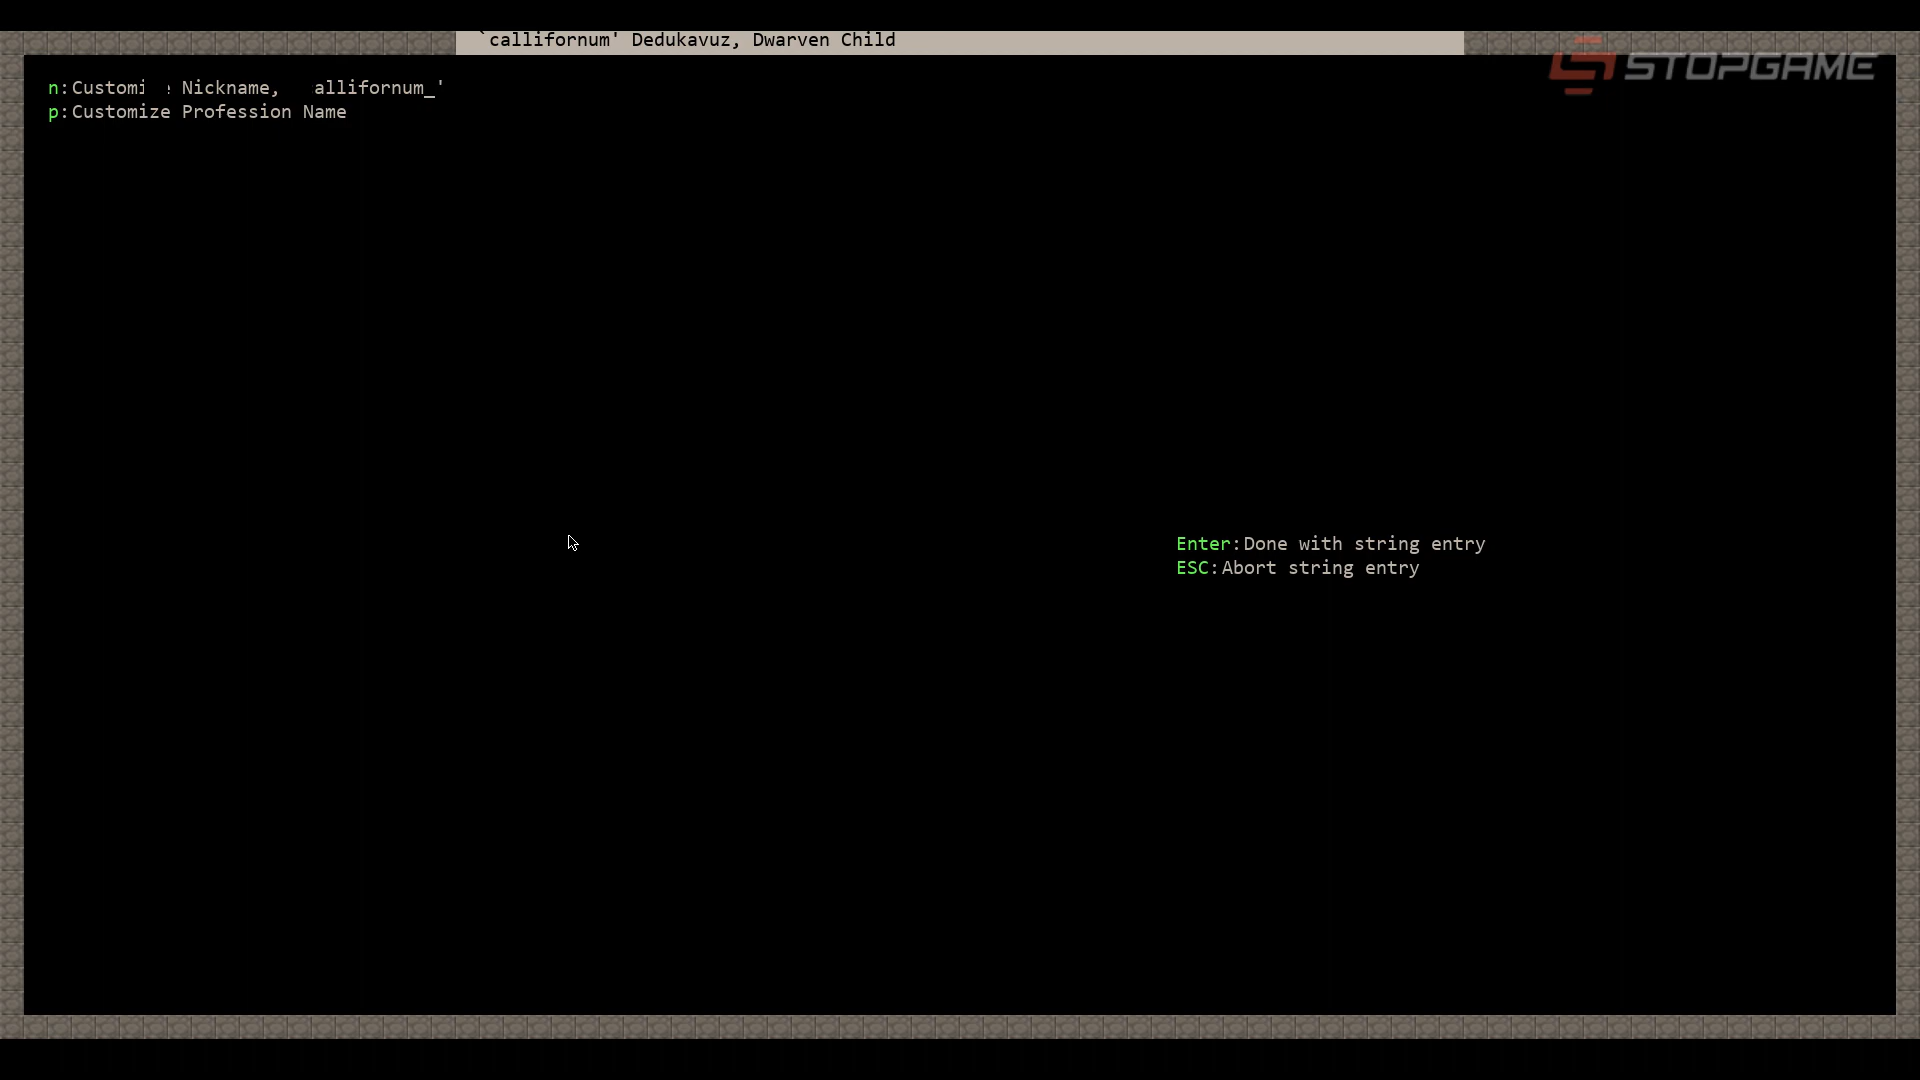 `callifornum' Dedukavuz, Dwarven Child
STOPGAME
n:Customi e Nickname, allifornum_'
p:Customize Profession Name
Enter:Done with string entry
ESC:Abort string entry